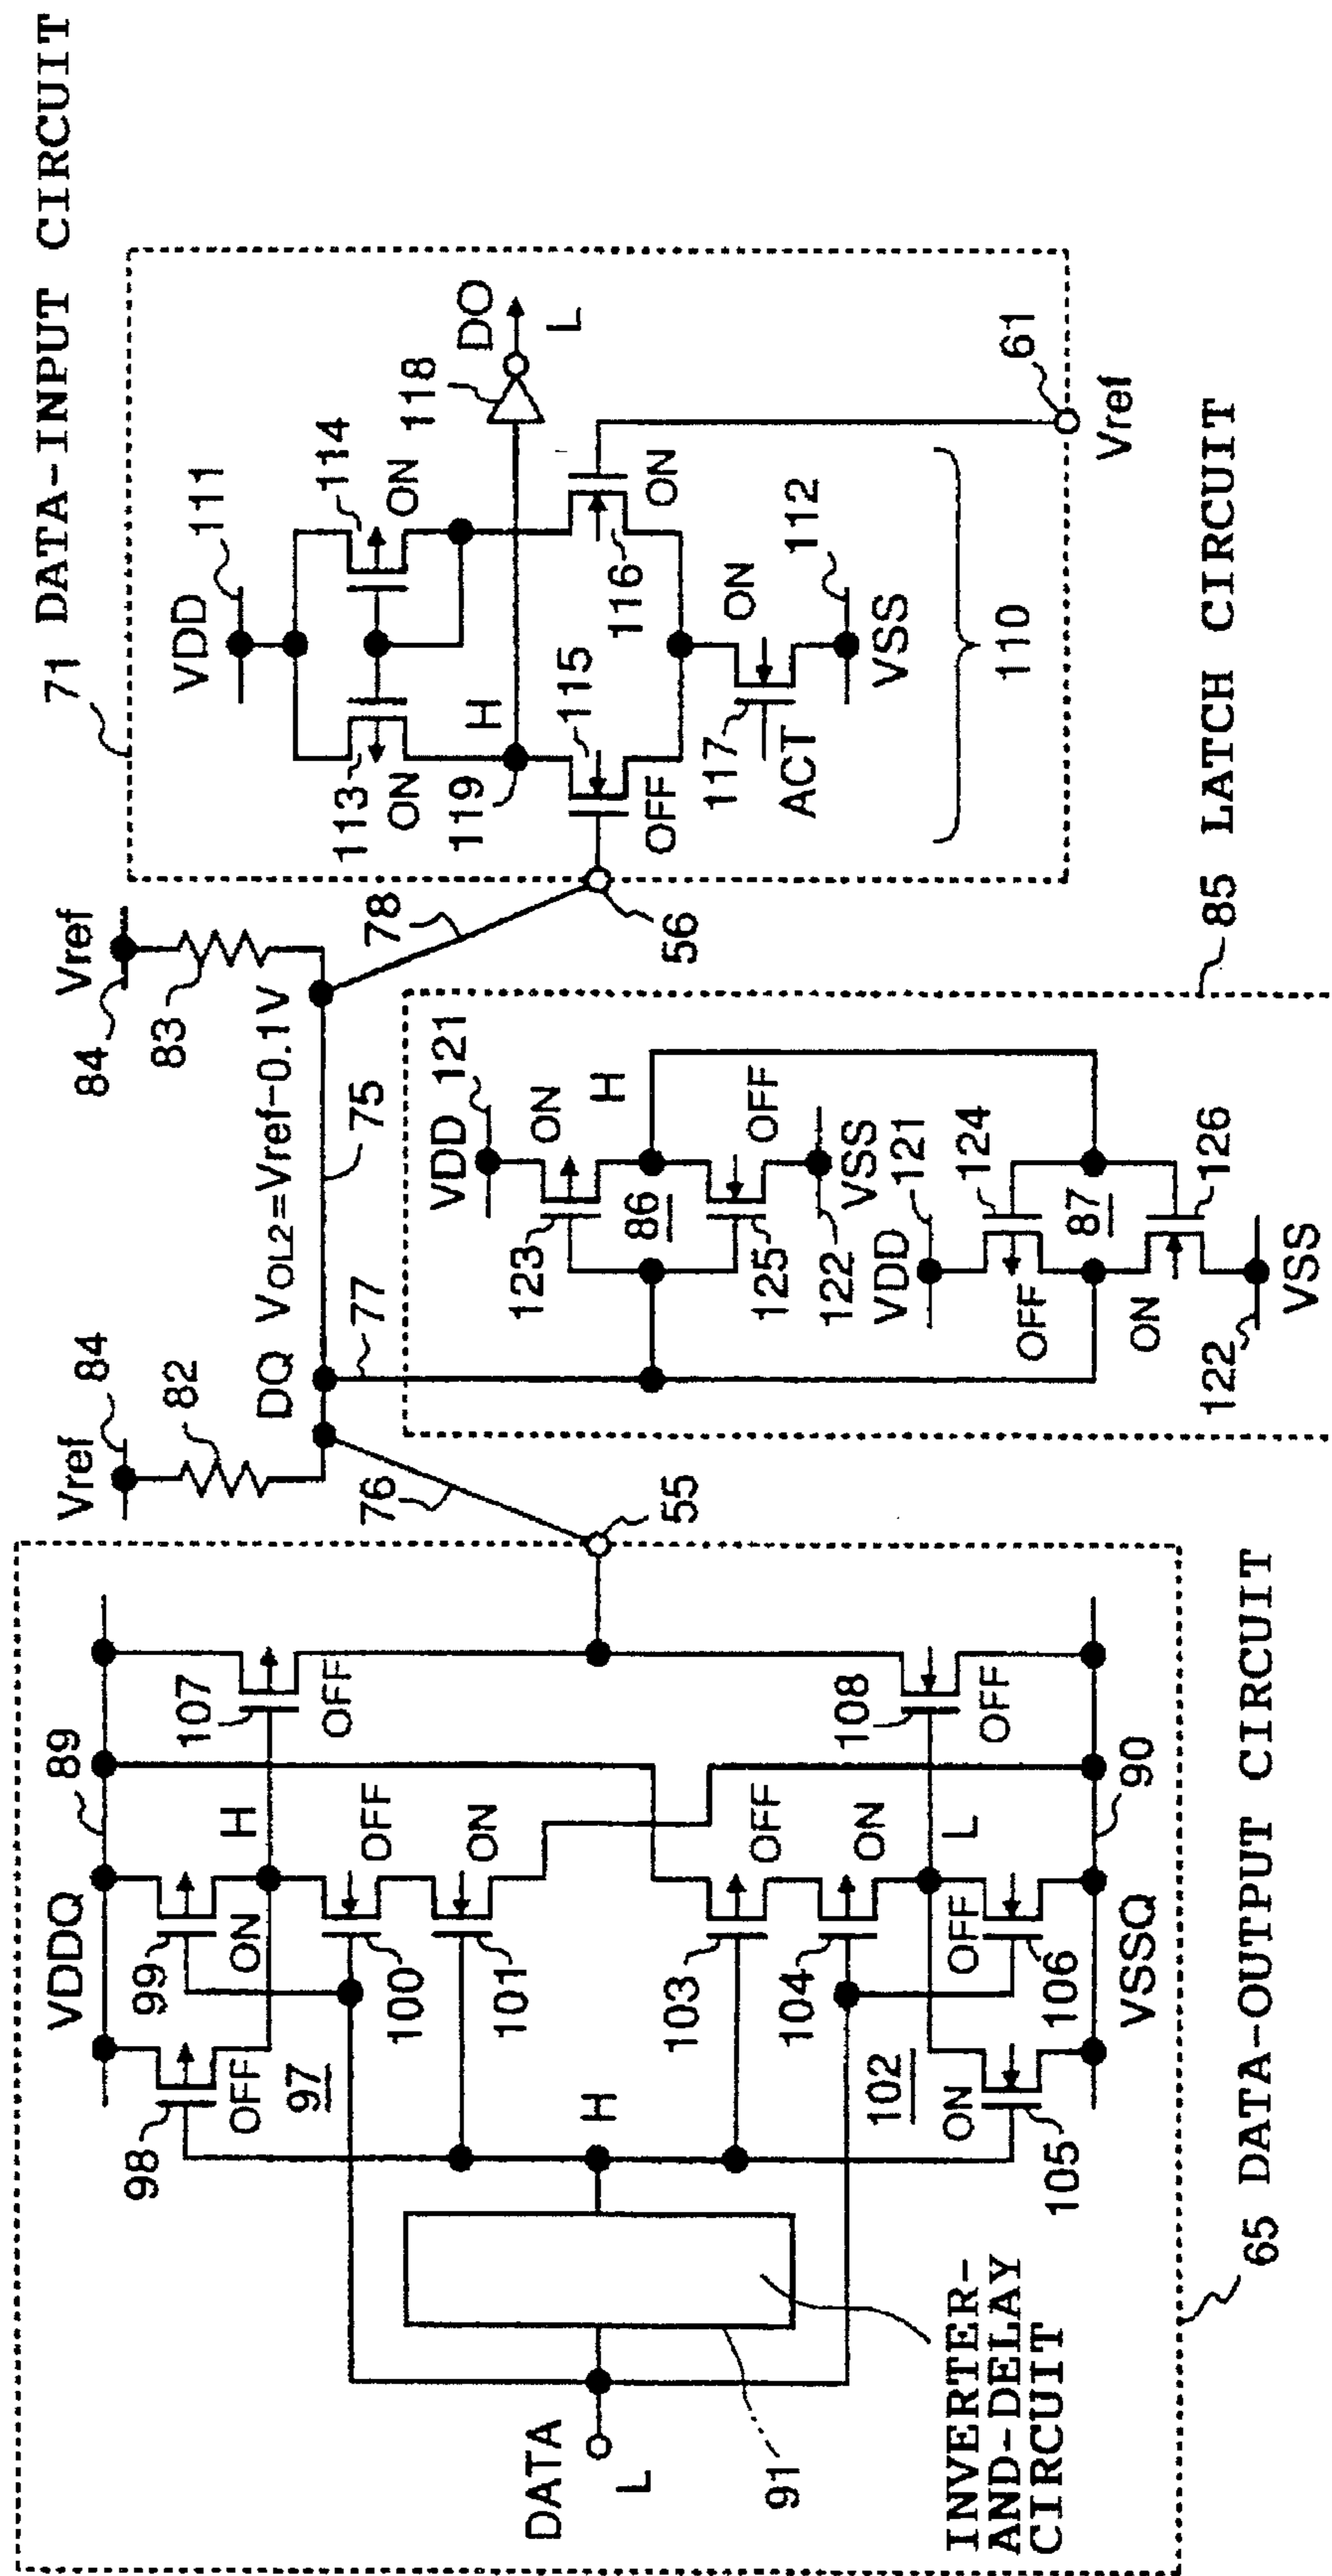 71 DATA-INPUT CIRCUIT
VDD
111
114
ON
113
ON
118
DO
L
H
119
115
OFF
116
ON
117
ACT
ON
112
VSS
110
61
Vref
56
78
Vref
84
83
75
DQ VOL2=Vref-0.1V
77
Vref
84
82
76
55
85 LATCH CIRCUIT
VDD
121
ON
H
123
86
125
OFF
122
VSS
VDD
121
124
OFF
87
ON
126
122
VSS
65 DATA-OUTPUT CIRCUIT
VDDQ
89
H
98
OFF
99
ON
97
100
OFF
101
ON
107
OFF
H
103
OFF
104
ON
102
L
105
ON
106
OFF
108
OFF
VSSQ
90
DATA
L
91
INVERTER-
AND-DELAY
CIRCUIT